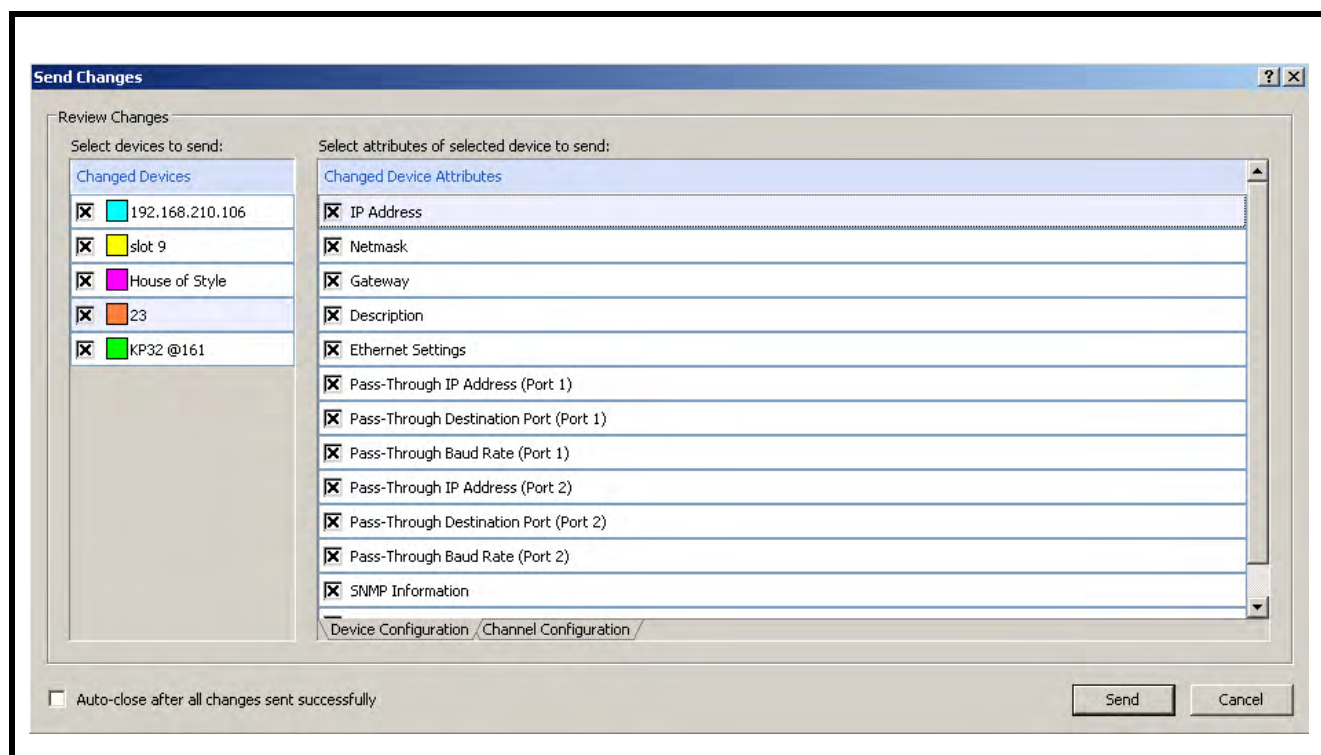 Send Changes
Review Changes
Select devices to send:
Changed Devices
192.168.210.106
slot 9
House of Style
23
KP32 @161
Select attributes of selected device to send:
Changed Device Attributes
IP Address
Netmask
Gateway
Description
Ethernet Settings
Pass-Through IP Address (Port 1)
Pass-Through Destination Port (Port 1)
Pass-Through Baud Rate (Port 1)
Pass-Through IP Address (Port 2)
Pass-Through Destination Port (Port 2)
Pass-Through Baud Rate (Port 2)
SNMP Information
Device Configuration Channel Configuration
Auto-close after all changes sent successfully
Send Cancel